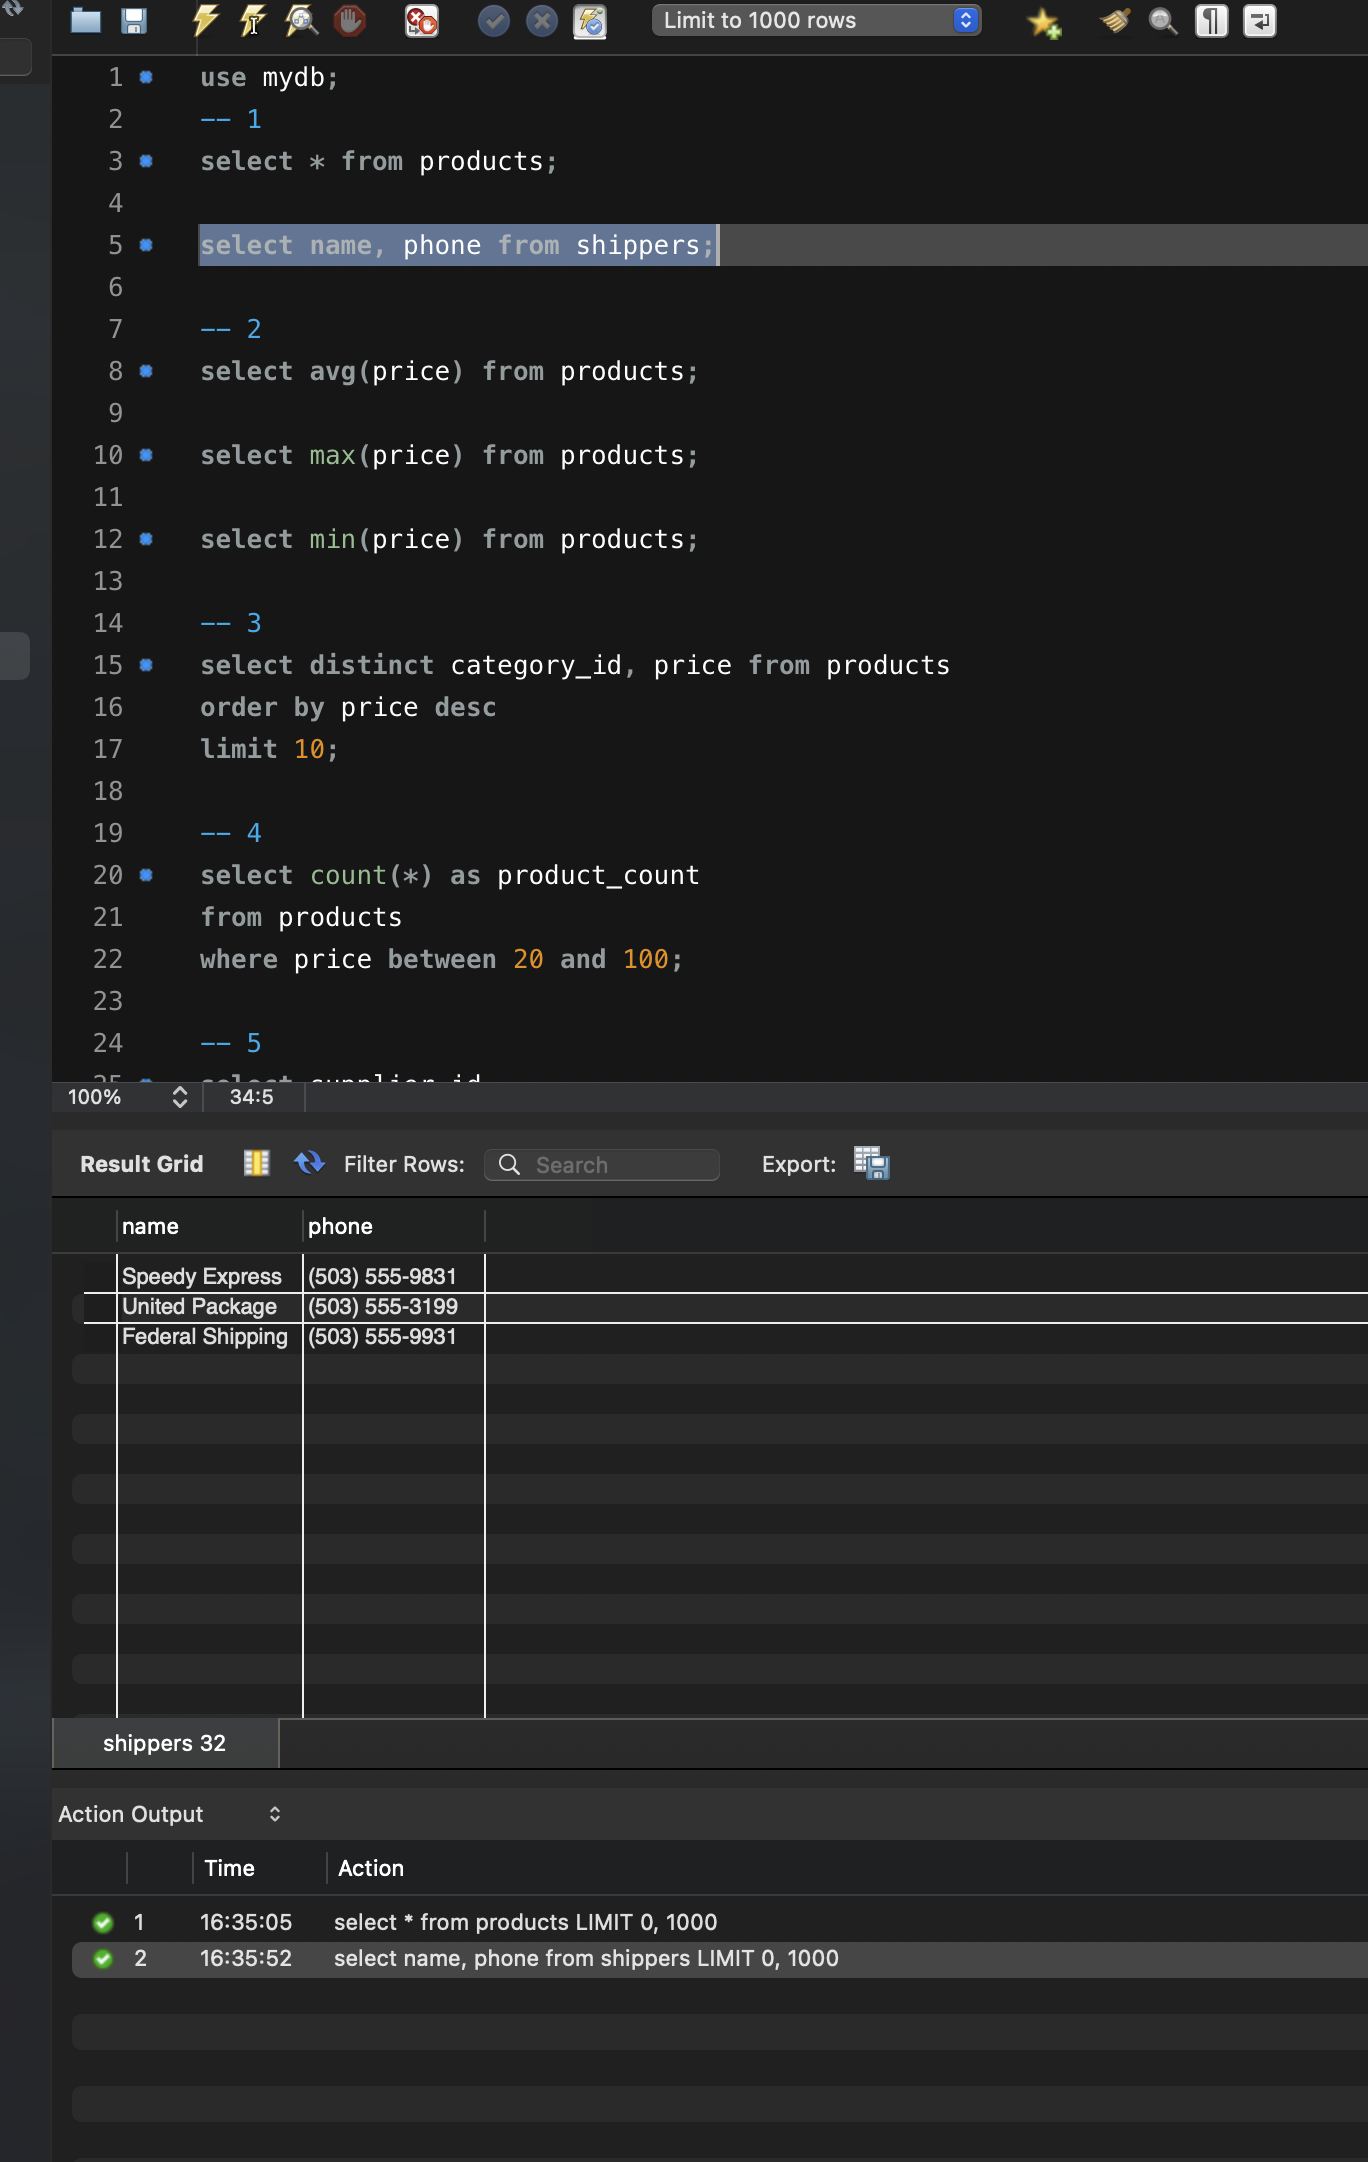 Limit to 1000 rows
1 use mydb;
2 -- 1
3 select * from products;
4
5 select name, phone from shippers;
6
7 -- 2
8 select avg(price) from products;
9
10 select max(price) from products;
11
12 select min(price) from products;
13
14 -- 3
15 select distinct category_id, price from products
16 order by price desc
17 limit 10;
18
19 -- 4
20 select count(*) as product_count
21 from products
22 where price between 20 and 100;
23
24 -- 5
25 select supplier_id
100% 34:5
Result Grid Filter Rows: Search Export:
name phone
Speedy Express (503) 555-9831
United Package (503) 555-3199
Federal Shipping (503) 555-9931
shippers 32
Action Output
Time Action
1 16:35:05 select * from products LIMIT 0, 1000
2 16:35:52 select name, phone from shippers LIMIT 0, 1000